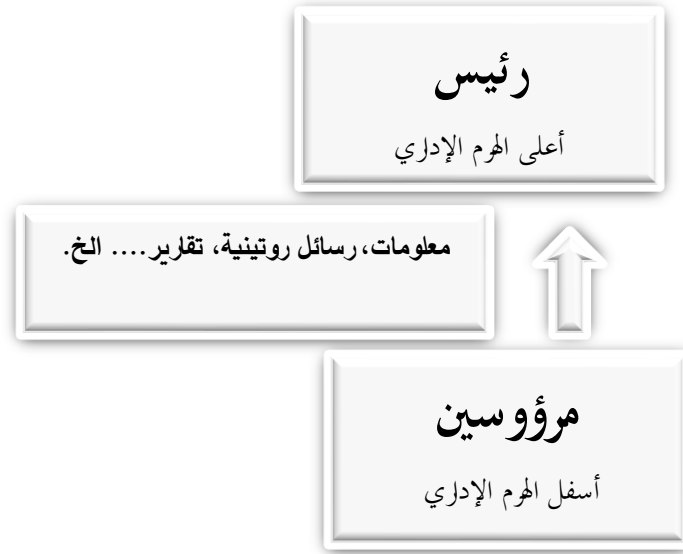 رئيس
أعلى الهرم الإداري
معلومات، رسائل روتينية، تقارير.... الخ.
مرؤوسين
أسفل الهرم الإداري